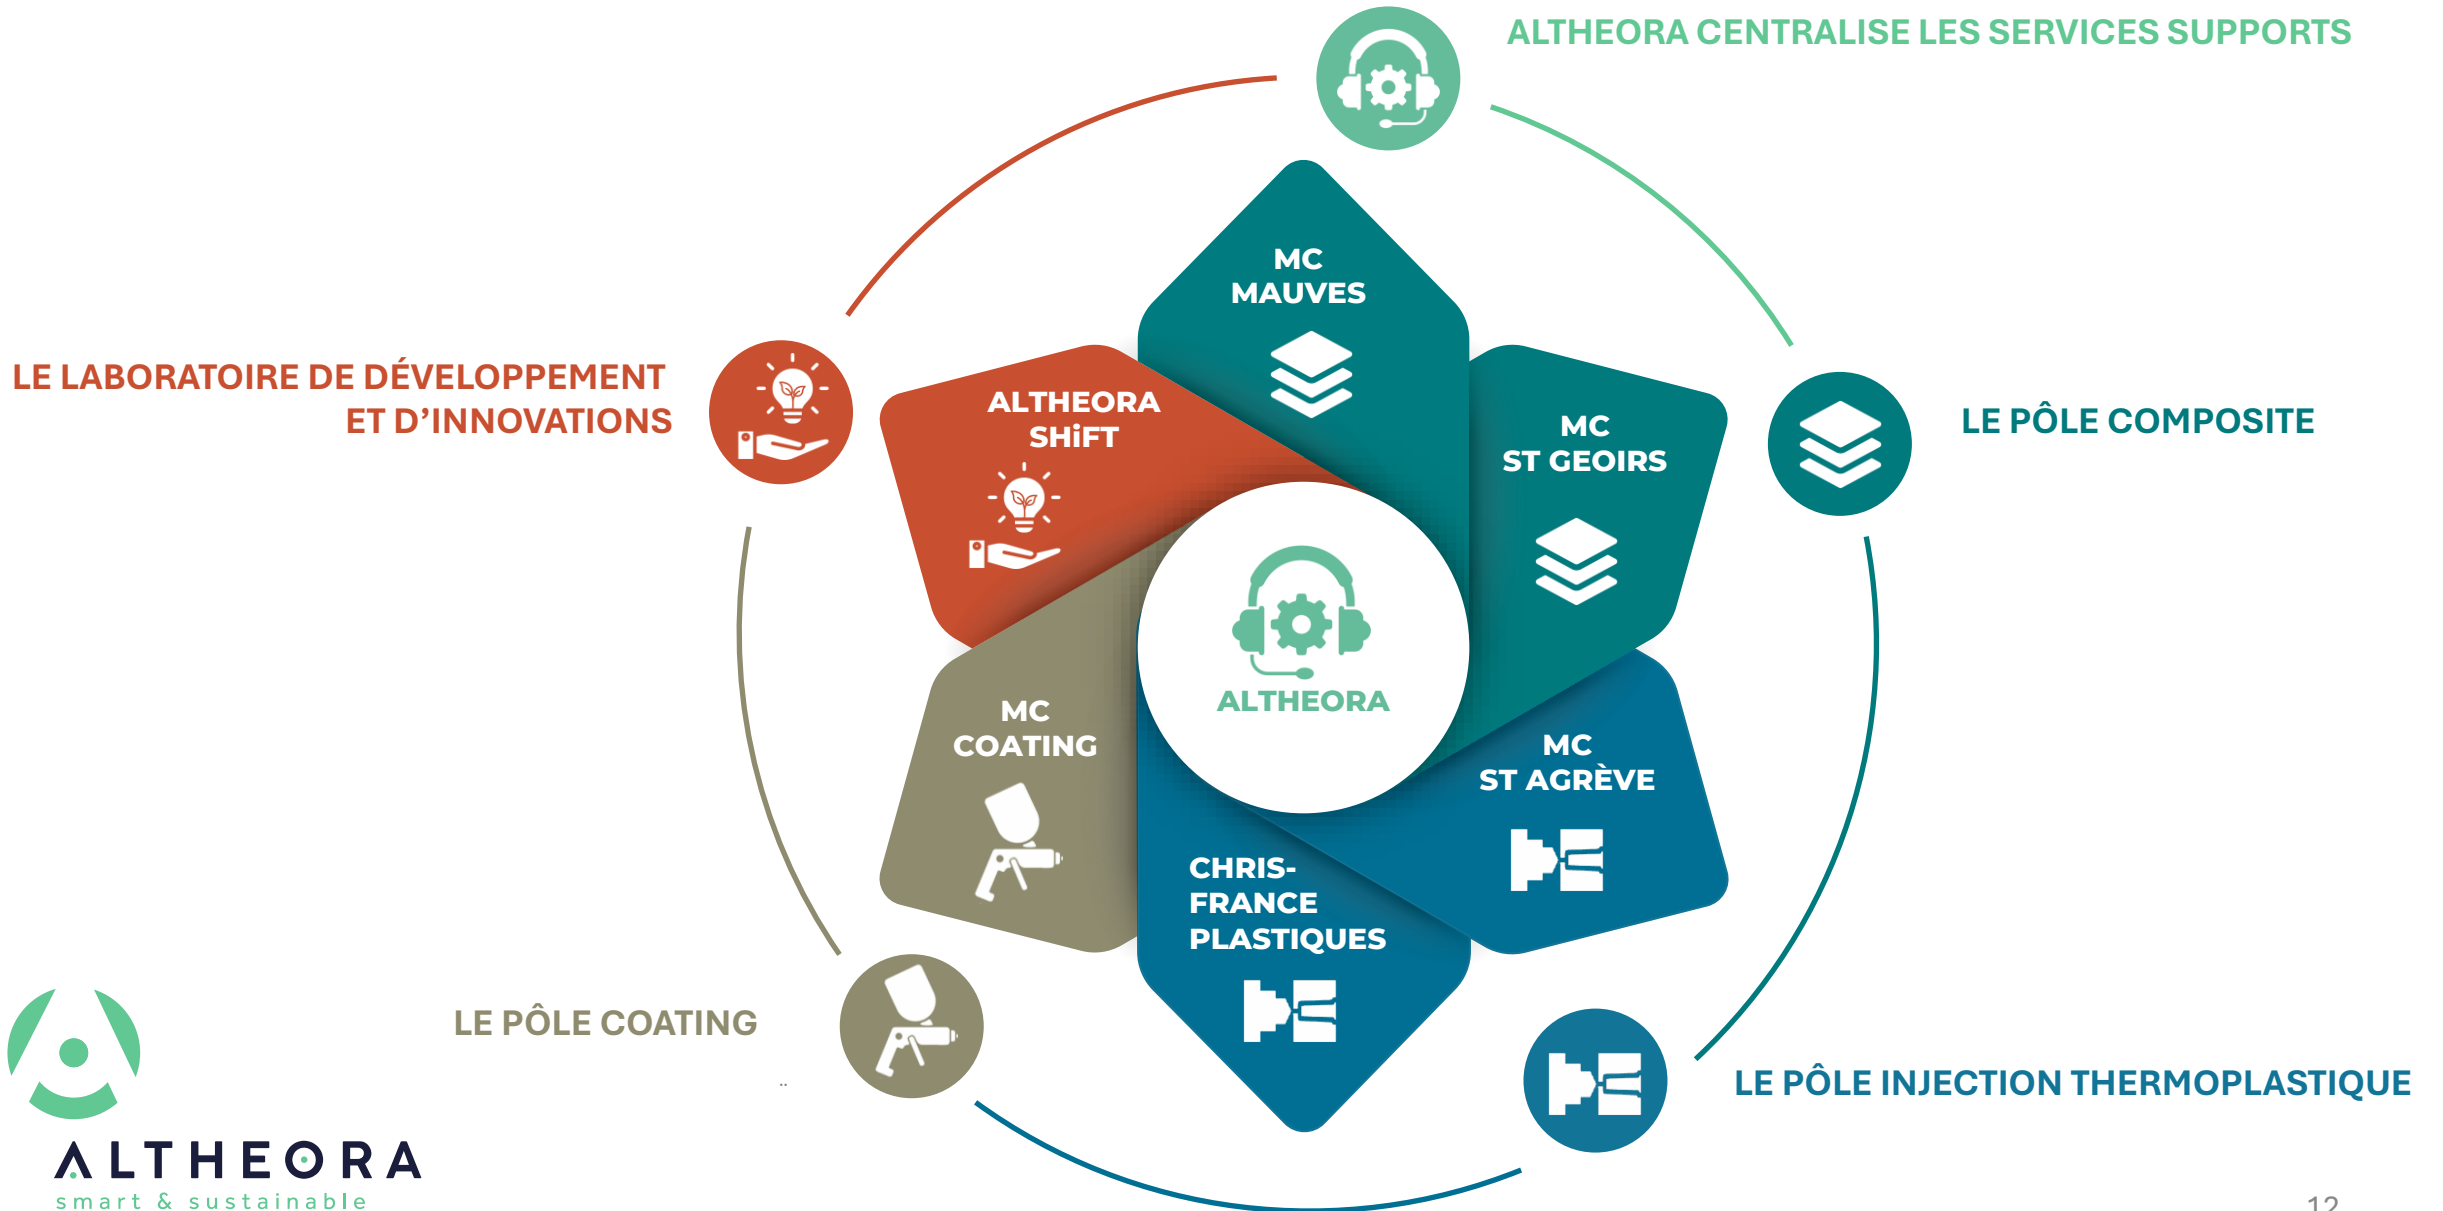 ALTHEORA CENTRALISE LES SERVICES SUPPORTS
MC
MAUVES
LE LABORATOIRE DE DÉVELOPPEMENT
ET D’INNOVATIONS
ALTHEORA
SHiFT
MC
ST GEOIRS
LE PÔLE COMPOSITE
ALTHEORA
MC
COATING
MC
ST AGRÈVE
CHRIS-
FRANCE
PLASTIQUES
LE PÔLE COATING
..
LE PÔLE INJECTION THERMOPLASTIQUE
ALTHEORA
smart & sustainable
12